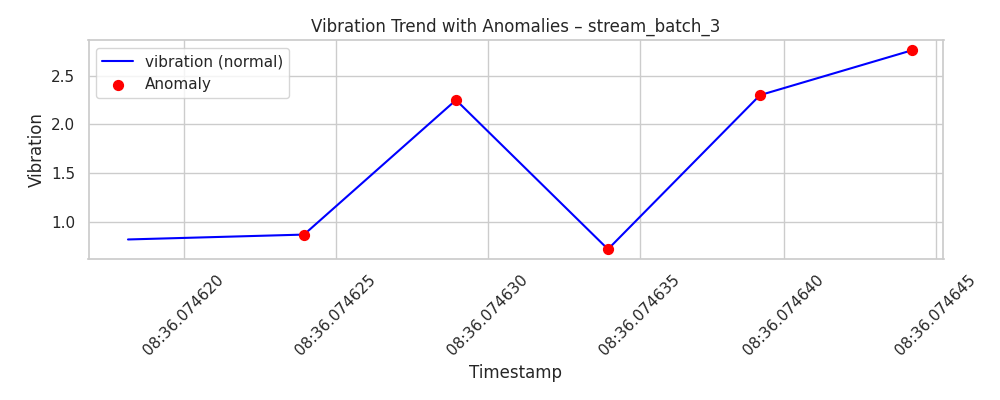 Vibration Trend with Anomalies – stream_batch_3
vibration (normal)
Anomaly
Vibration
2.5
2.0
1.5
1.0
08:36.074620
08:36.074625
08:36.074630
08:36.074635
08:36.074640
08:36.074645
Timestamp